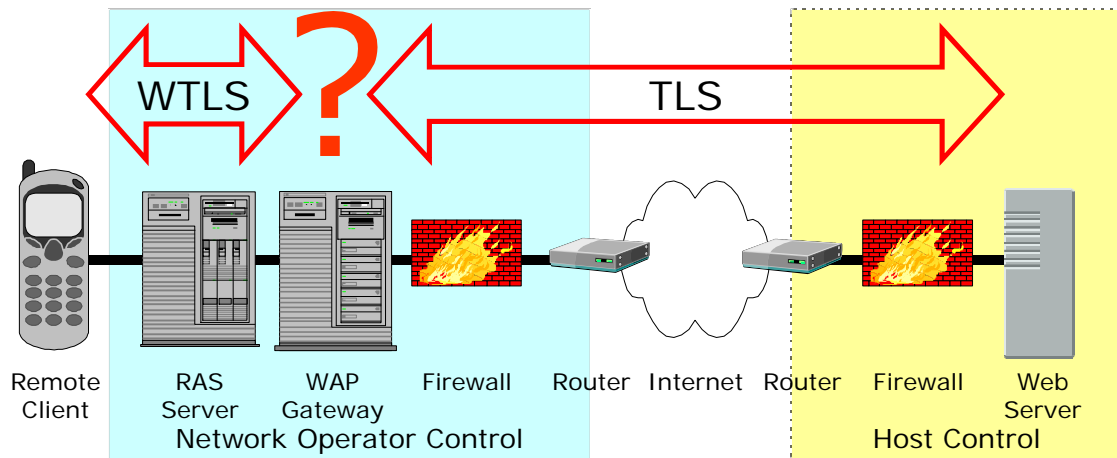 WTLS
?
TLS
Remote
Client
RAS
Server
WAP
Gateway
Firewall
Router
Internet
Router
Firewall
Web
Server
Network Operator Control
Host Control